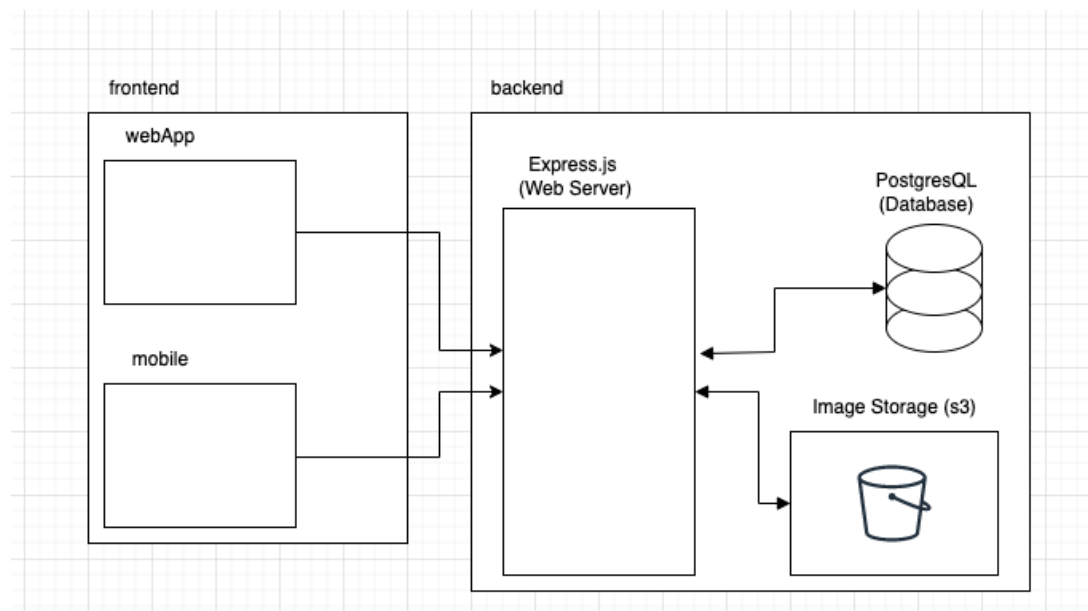 frontend
backend
webApp
Express.js
(Web Server)
PostgresQL
(Database)
mobile
Image Storage (s3)